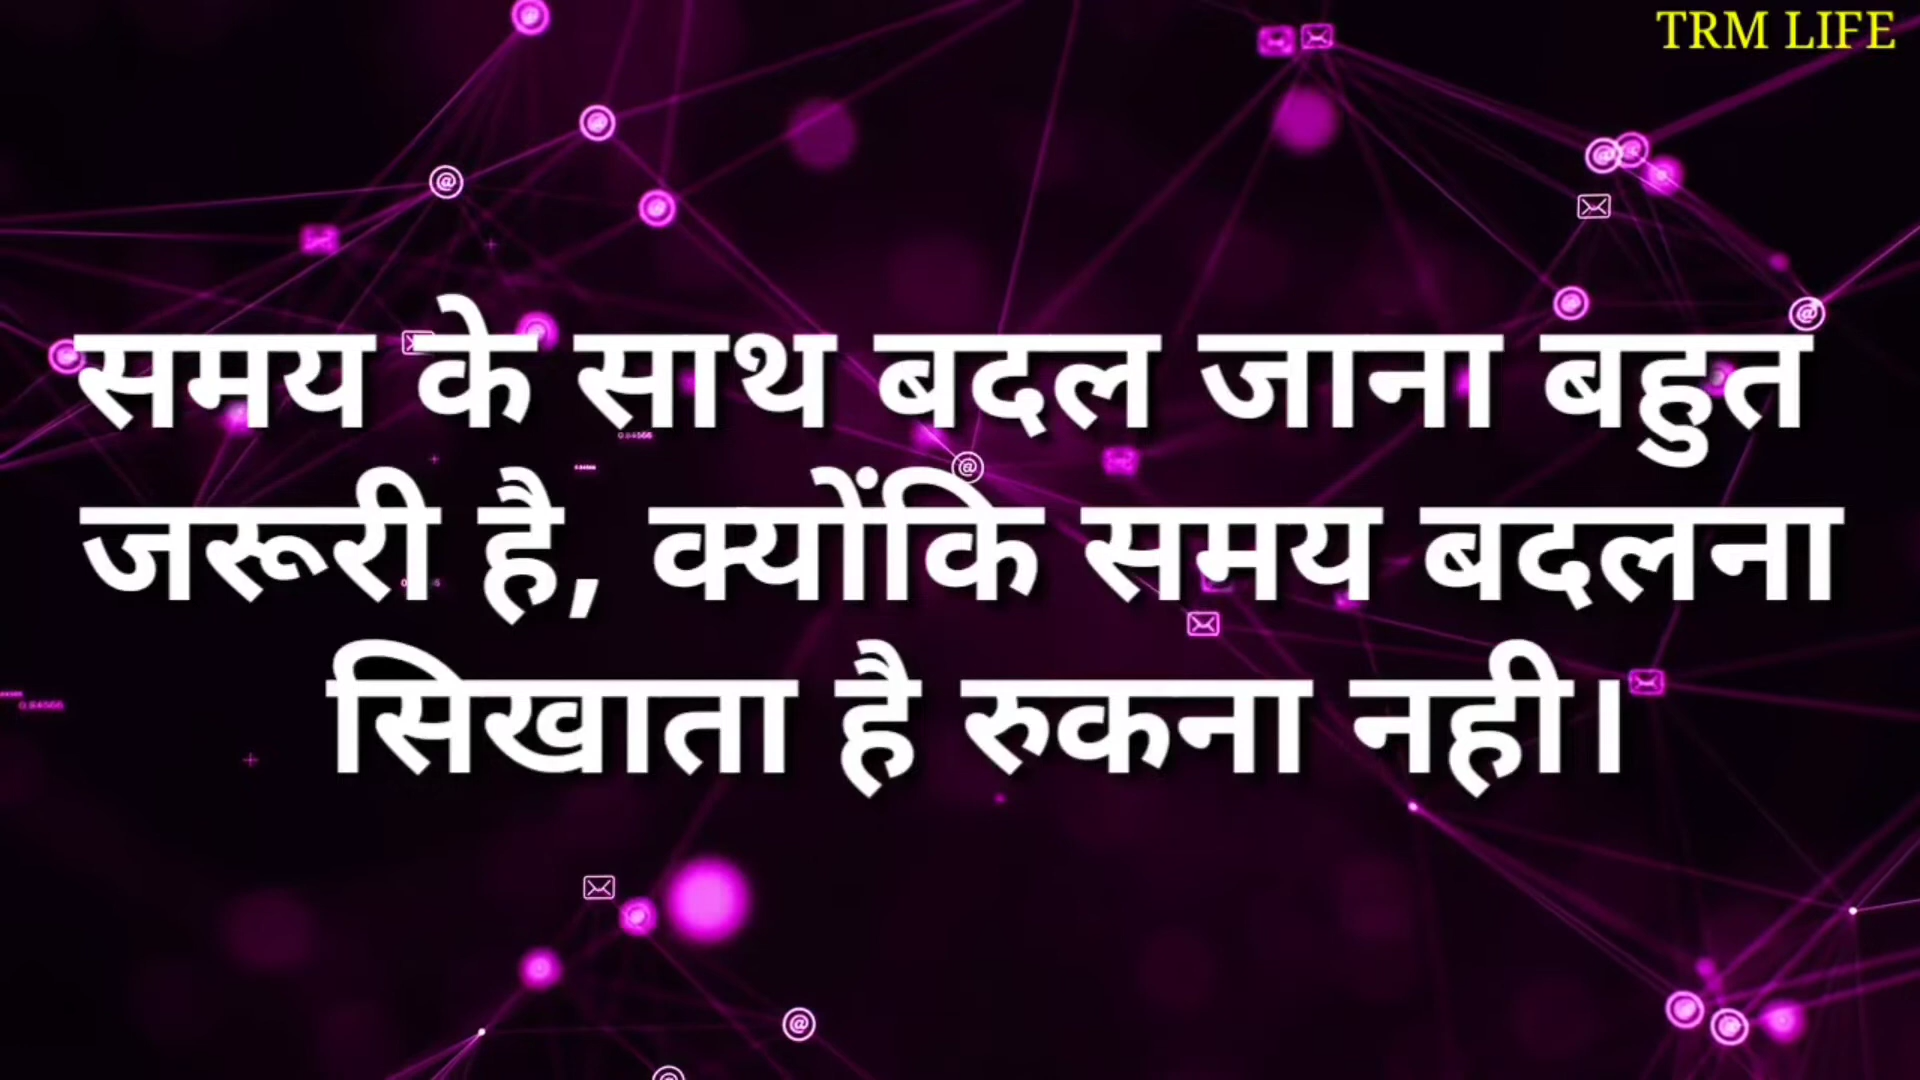 TRM LIFE
समय के साथ बदल जाना बहुत
जरूरी है, क्योंकि समय बदलना
सिखाता है रुकना नही।